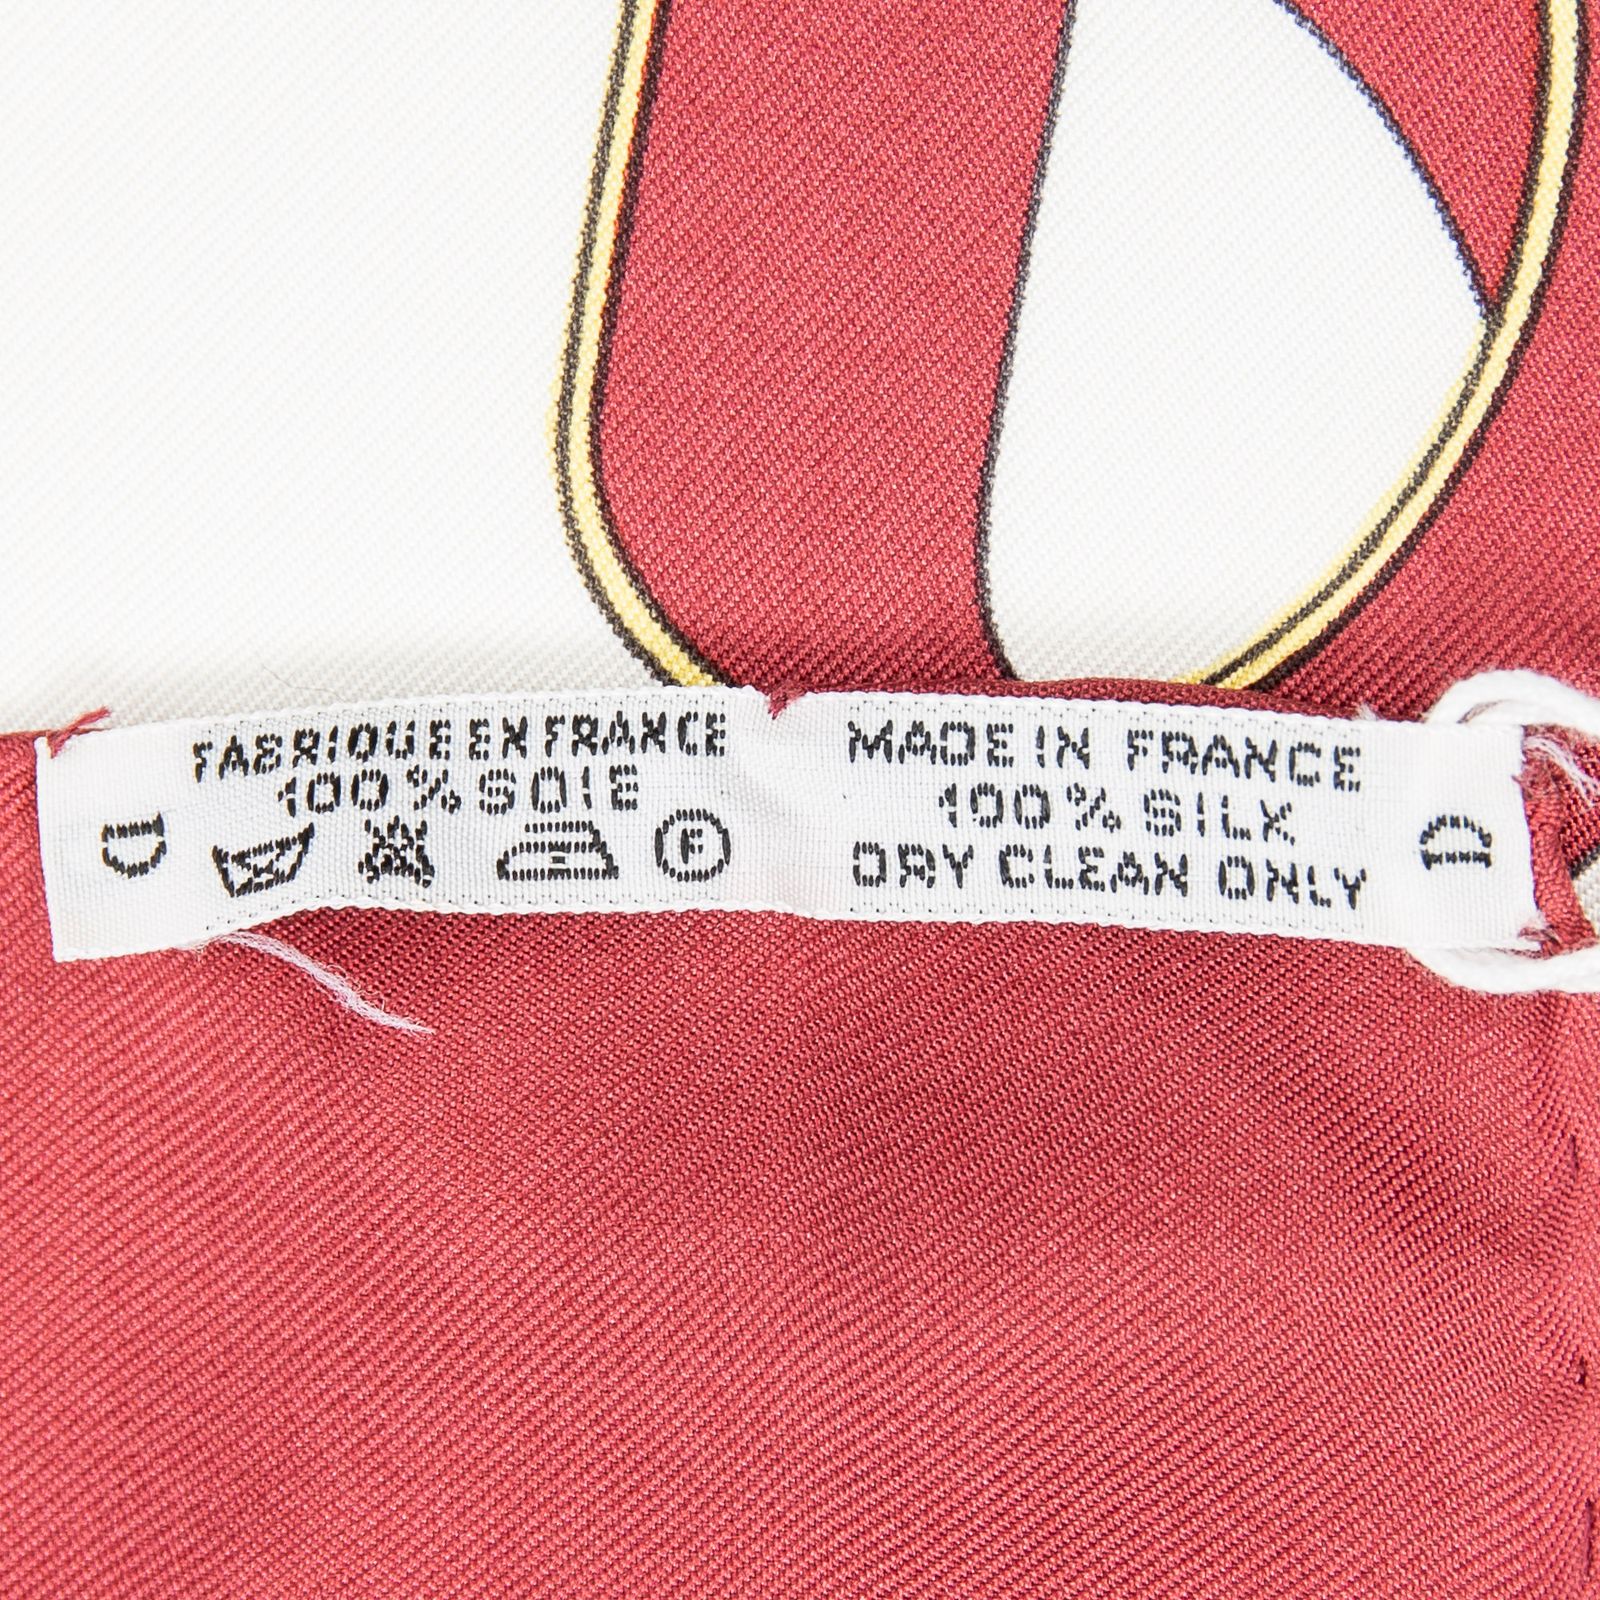 FABRIQUE EN FRANCE
100 % SOIE
D
F
MADE IN FRANCE
100 % SILK
DRY CLEAN ONLY
D